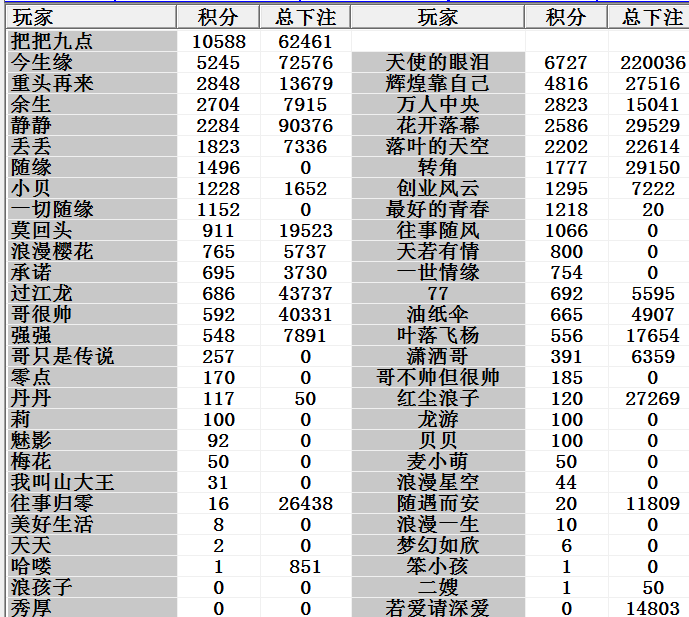 玩家 积分 总下注 玩家 积分 总下注
把把九点 10588 62461
今生缘 5245 72576 天使的眼泪 6727 220036
重头再来 2848 13679 辉煌靠自己 4816 27516
余生 2704 7915 万人中央 2823 15041
静静 2284 90376 花开落幕 2586 29529
丢丢 1823 7336 落叶的天空 2202 22614
随缘 1496 0 转角 1777 29150
小贝 1228 1652 创业风云 1295 7222
一切随缘 1152 0 最好的青春 1218 20
莫回头 911 19523 往事随风 1066 0
浪漫樱花 765 5737 天若有情 800 0
承诺 695 3730 一世情缘 754 0
过江龙 686 43737 77 692 5595
哥很帅 592 40331 油纸伞 665 4907
强强 548 7891 叶落飞杨 556 17654
哥只是传说 257 0 潇洒哥 391 6359
零点 170 0 哥不帅但很帅 185 0
丹丹 117 50 红尘浪子 120 27269
莉 100 0 龙游 100 0
魅影 92 0 贝贝 100 0
梅花 50 0 麦小萌 50 0
我叫山大王 31 0 浪漫星空 44 0
往事归零 16 26438 随遇而安 20 11809
美好生活 8 0 浪漫一生 10 0
天天 2 0 梦幻如欣 6 0
哈喽 1 851 笨小孩 1 0
浪孩子 0 0 二嫂 1 50
秀厚 0 0 若爱请深爱 0 14803